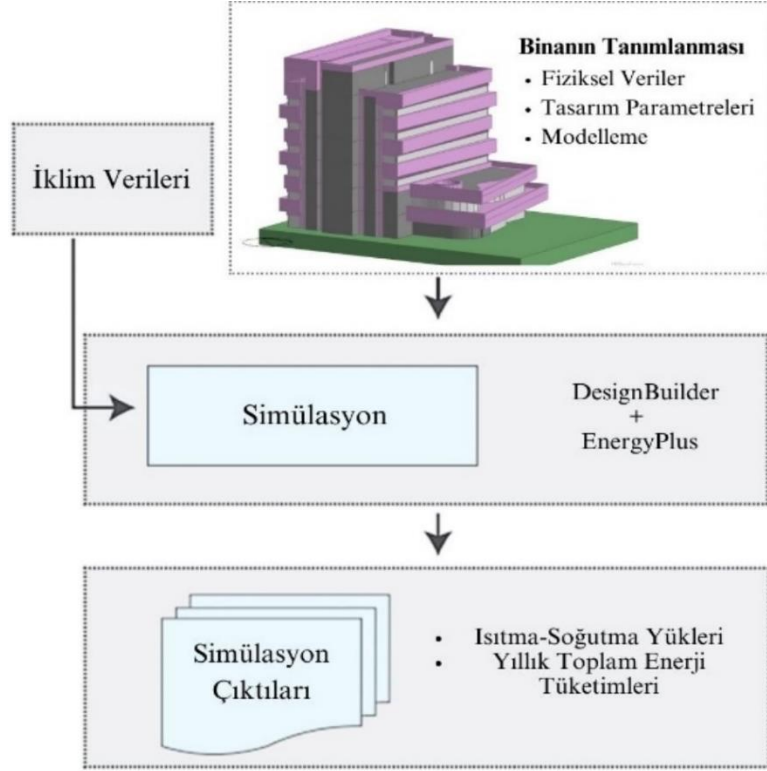 Binanın Tanımlanması
• Fiziksel Veriler
• Tasarım Parametreleri
• Modelleme
İklim Verileri
Simülasyon
DesignBuilder
+
EnergyPlus
Simülasyon
Çıktıları
• Isıtma-Soğutma Yükleri
• Yıllık Toplam Enerji
Tüketimleri